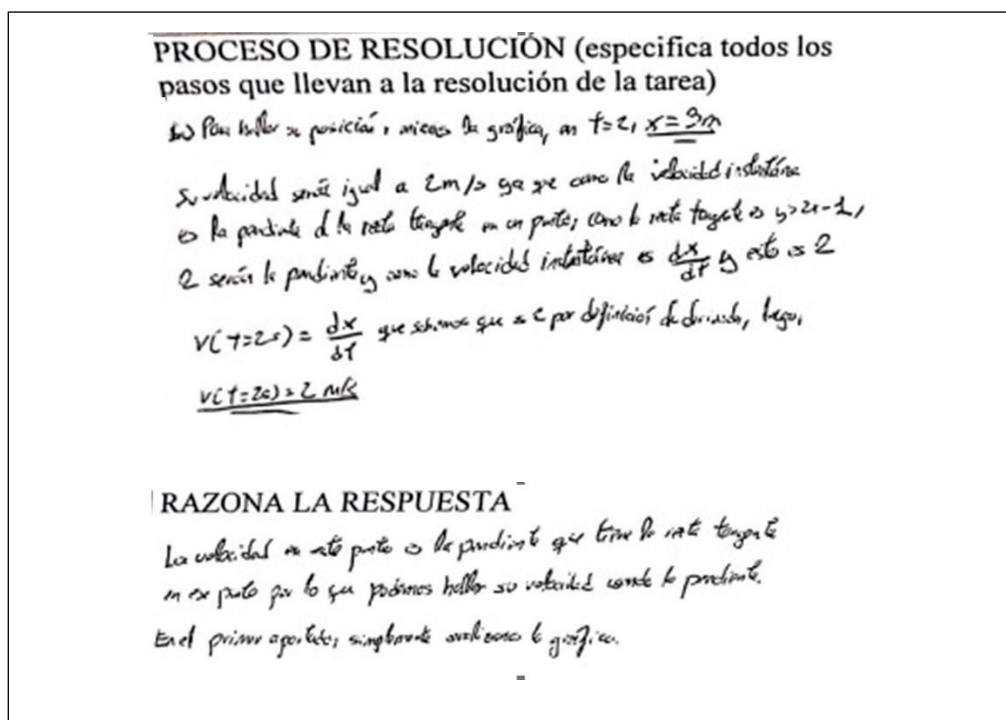 PROCESO DE RESOLUCIÓN (especifica todos los
pasos que llevan a la resolución de la tarea)
Para hallar su posición, miramos la gráfica, en t=2, x=3m
Su velocidad será igual a 2m/s ya que como la velocidad instantánea
es la pendiente d la recta tangente en un punto, como la recta tangente es y=2x-1,
2 será la pendiente y como la velocidad instantánea es dx/dt y esto es 2
v(t=2s) = dx/dt que sabemos que es 2 por definición de derivada, luego,
v(t=2s) = 2 m/s
RAZONA LA RESPUESTA
La velocidad en este punto es la pendiente que tiene la recta tangente
en ese punto por lo que podemos hallar su velocidad usando la pendiente.
En el primer apartado, simplemente analizamos la gráfica.